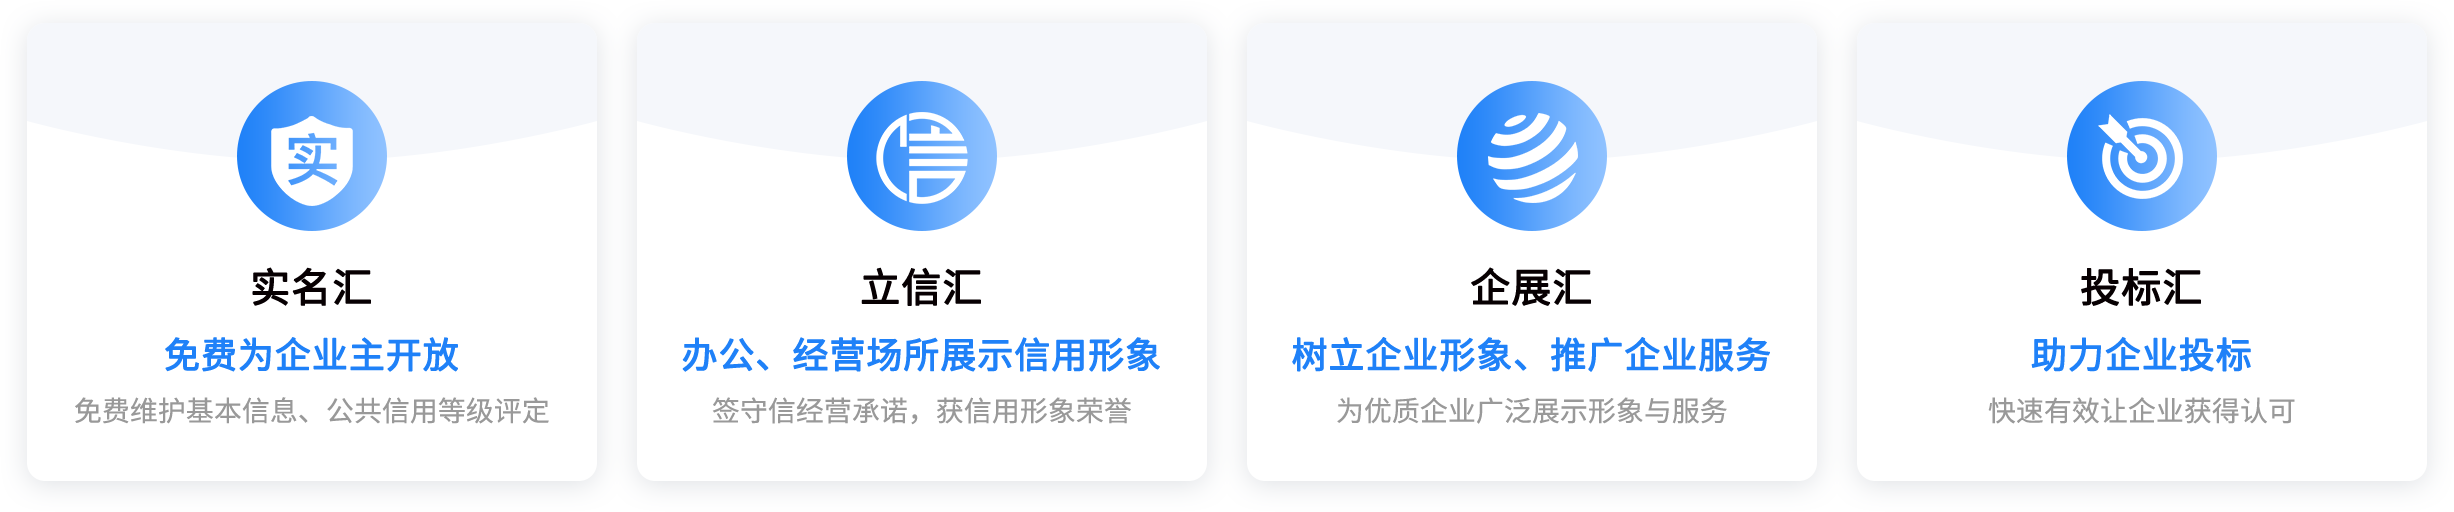 实
实名汇
免费为企业主开放
免费维护基本信息、公共信用等级评定
信
立信汇
办公、经营场所展示信用形象
签守信经营承诺，获信用形象荣誉
企展汇
树立企业形象、推广企业服务
为优质企业广泛展示形象与服务
投标汇
助力企业投标
快速有效让企业获得认可